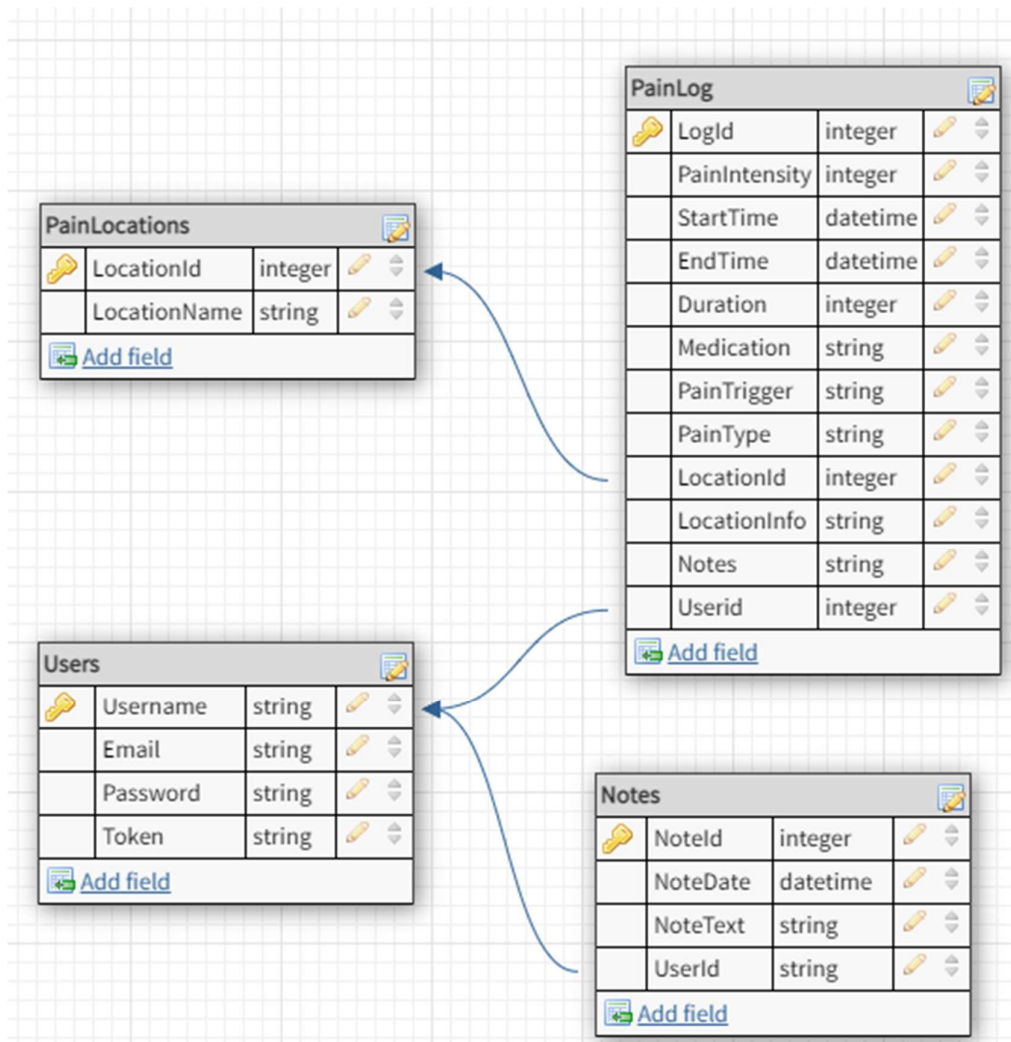 PainLog
LogId integer
PainIntensity integer
StartTime datetime
EndTime datetime
Duration integer
Medication string
PainTrigger string
PainType string
LocationId integer
LocationInfo string
Notes string
Userid integer
Add field
PainLocations
LocationId integer
LocationName string
Add field
Users
Username string
Email string
Password string
Token string
Add field
Notes
NoteId integer
NoteDate datetime
NoteText string
UserId string
Add field